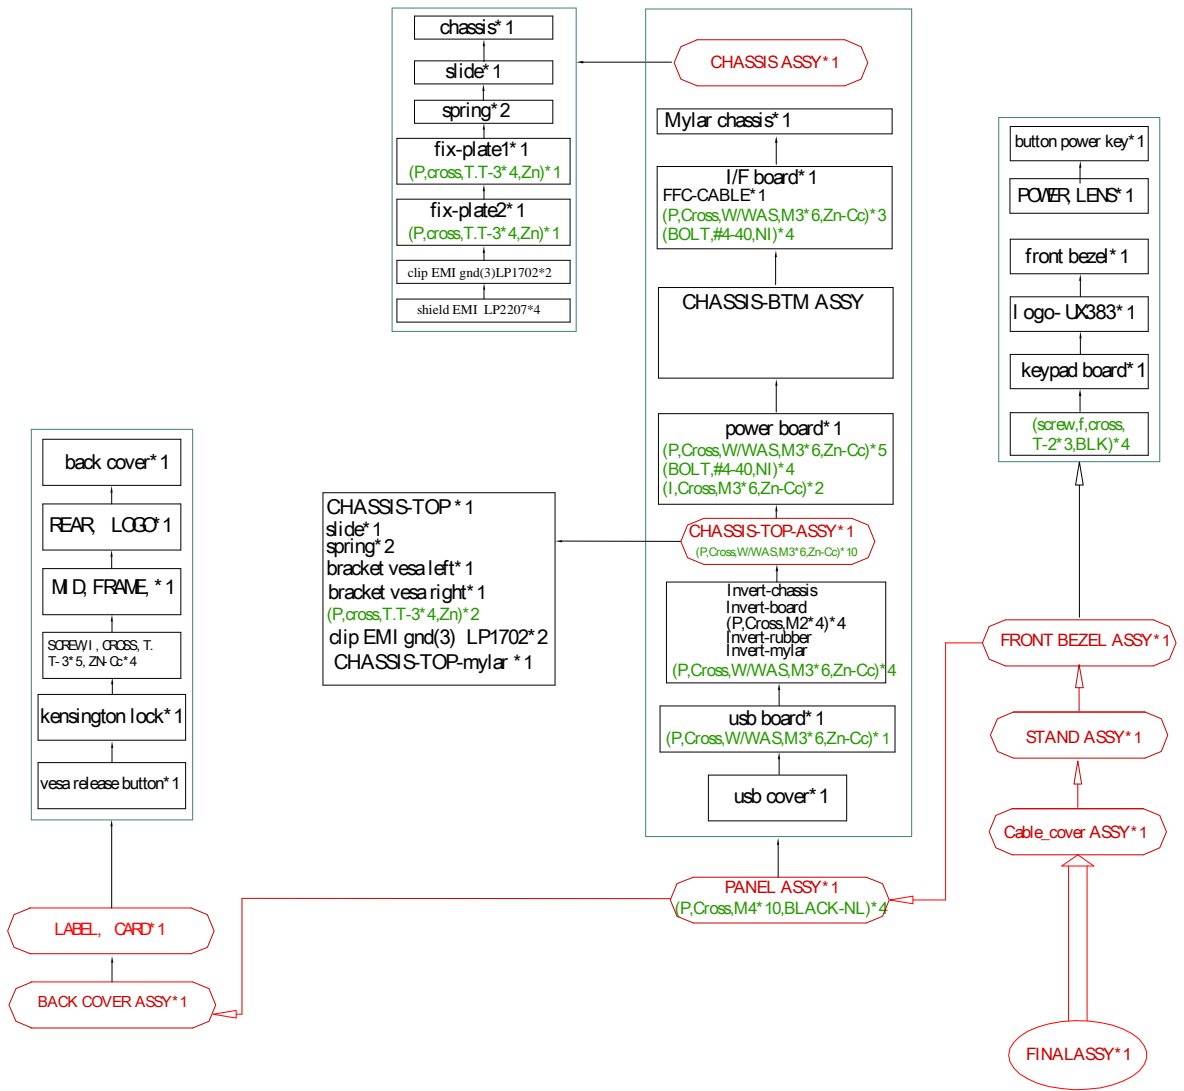 chassis* 1
slide* 1
spring* 2
fix-plate1* 1
(P,cross,T.T-3* 4,Zn)* 1
fix-plate2* 1
(P,cross,T.T-3* 4,Zn)* 1
clip EMI gnd(3)LP1702*2
shield EMI LP2207*4
CHASSIS ASSY* 1
Mylar chassis* 1
I/F board* 1
FFC-CABLE* 1
(P,Cross,W/WAS,M3* 6,Zn-Cc)* 3
(BOLT,#4-40,NI)* 4
CHASSIS-BTM ASSY
power board* 1
(P,Cross,W/WAS,M3* 6,Zn-Cc)* 5
(BOLT,#4-40,NI)* 4
(I,Cross,M3* 6,Zn-Cc)* 2
CHASSIS-TOP-ASSY* 1
(P,Cross,W/WAS,M3* 6,Zn-Cc)* 10
Invert-chassis
Invert-board
(P,Cross,M2* 4)* 4
Invert-rubber
Invert-mylar
(P,Cross,W/WAS,M3* 6,Zn-Cc)* 4
usb board* 1
(P,Cross,W/WAS,M3* 6,Zn-Cc)* 1
usb cover* 1
PANEL ASSY* 1
(P,Cross,M4* 10,BLACK-NL)* 4
CHASSIS-TOP * 1
slide* 1
spring* 2
bracket vesa left* 1
bracket vesa right* 1
(P,cross,T.T-3* 4,Zn)* 2
clip EMI gnd(3) LP1702* 2
CHASSIS-TOP-mylar * 1
button power key* 1
POWER, LENS* 1
front bezel* 1
logo- UX383* 1
keypad board* 1
(screw,f,cross,
T-2* 3,BLK)* 4
FRONT BEZEL ASSY* 1
STAND ASSY* 1
Cable_cover ASSY* 1
FINAL ASSY* 1
back cover* 1
REAR, LOGO* 1
MID, FRAME, * 1
SCREW, I , CROSS, T.
T- 3* 5, ZN- Cc* 4
kensington lock* 1
vesa release button* 1
LABEL, CARD* 1
BACK COVER ASSY* 1